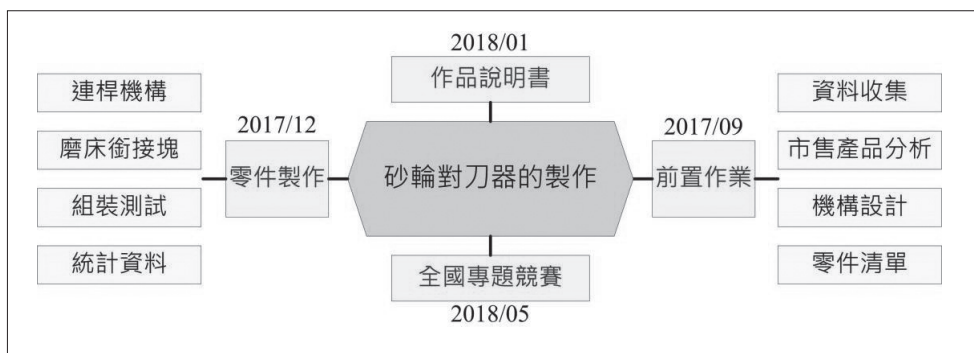 2018/01
作品說明書
連桿機構
磨床銜接塊
組裝測試
統計資料
2017/12
零件製作
砂輪對刀器的製作
2017/09
前置作業
資料收集
市售產品分析
機構設計
零件清單
全國專題競賽
2018/05